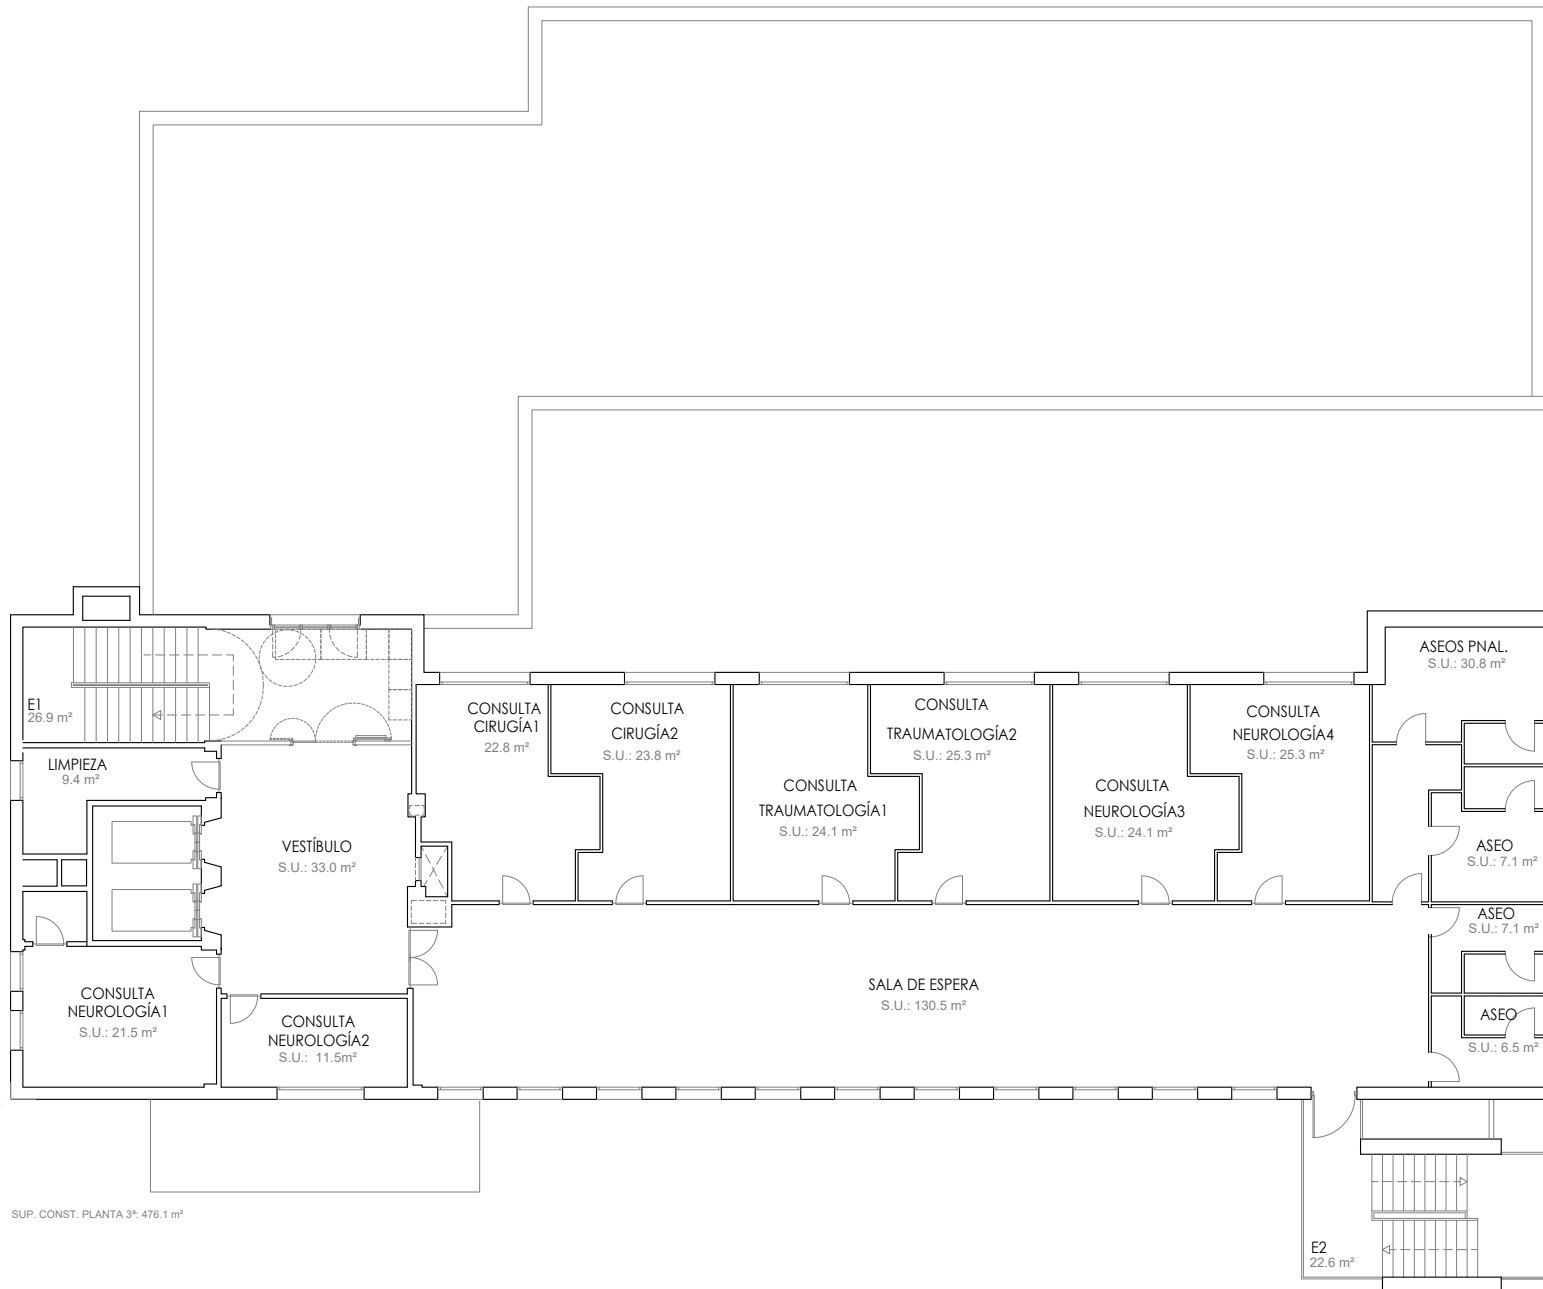 ASEOS PNAL.
S.U.: 30.8 m²
E1
26.9 m²
CONSULTA
CIRUGÍA1
22.8 m²
CONSULTA
CIRUGÍA2
S.U.: 23.8 m²
CONSULTA
TRAUMATOLOGÍA2
S.U.: 25.3 m²
CONSULTA
NEUROLOGÍA4
S.U.: 25.3 m²
LIMPIEZA
9.4 m²
CONSULTA
TRAUMATOLOGÍA1
S.U.: 24.1 m²
CONSULTA
NEUROLOGÍA3
S.U.: 24.1 m²
VESTÍBULO
S.U.: 33.0 m²
ASEO
S.U.: 7.1 m²
ASEO
S.U.: 7.1 m²
SALA DE ESPERA
S.U.: 130.5 m²
CONSULTA
NEUROLOGÍA1
S.U.: 21.5 m²
CONSULTA
NEUROLOGÍA2
S.U.: 11.5m²
ASEO
S.U.: 6.5 m²
SUP. CONST. PLANTA 3ª: 476.1 m²
E2
22.6 m²